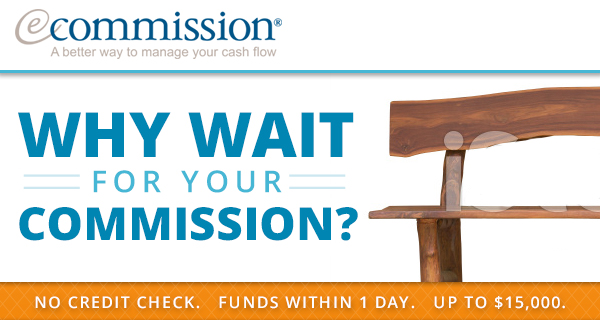 ecommission®
A better way to manage your cash flow
WHY WAIT
FOR YOUR
COMMISSION?
NO CREDIT CHECK. FUNDS WITHIN 1 DAY. UP TO $15,000.